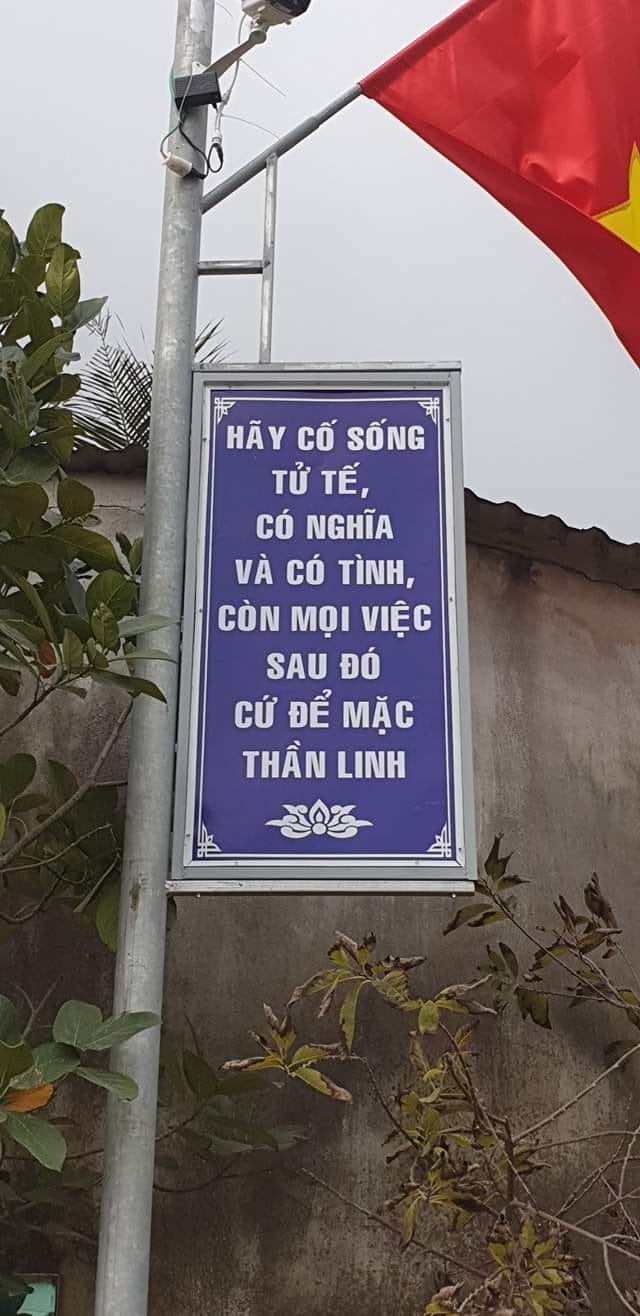 HÃY CỐ SỐNG
TỬ TẾ,
CÓ NGHĨA
VÀ CÓ TÌNH,
CÒN MỌI VIỆC
SAU ĐÓ
CỨ ĐỂ MẶC
THẦN LINH